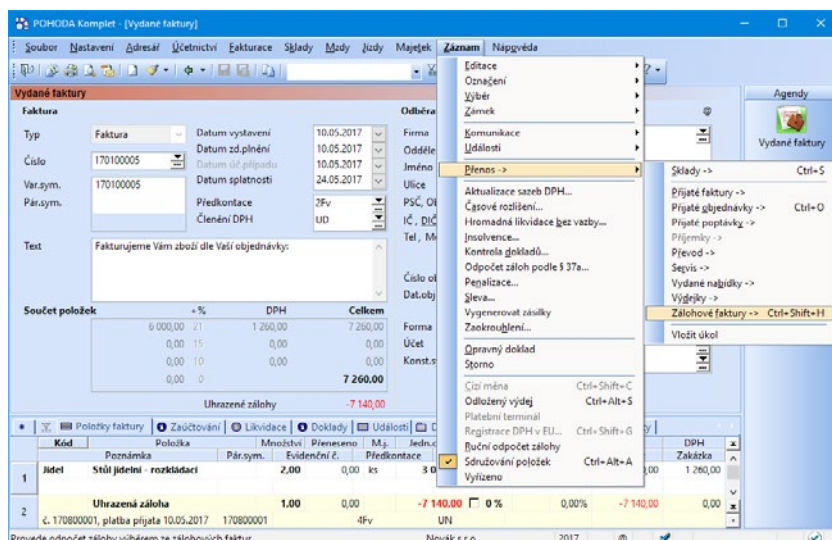 POHODA Komplet - [Vydané faktury]
Soubor Nastavení Adresář Účetnictví Fakturace Sklady Mzdy Jízdy Majetek Záznam Nápověda
Vydané faktury
Agendy
Vydané faktury
Faktura
Odběra
Typ Faktura Datum vystavení 10.05.2017 Firma
Datum zd.plnění 10.05.2017 Odděle
Číslo 170100005 Datum úč.případu 10.05.2017 Jméno
Var.sym. 170100005 Datum splatnosti 24.05.2017 Ulice
Pár.sym. Předkontace 2Fv PSČ, Ob
Členění DPH UD IČ, DIČ
Tel, Mo
Text Fakturujeme Vám zboží dle Vaší objednávky:
Číslo ob
Dat.obj
Součet položek +% DPH Celkem
6 000,00 21 1 260,00 7 260,00 Forma
0,00 15 0,00 0,00 Účet
0,00 10 0,00 0,00 Konst.s
0,00 0 7 260.00
Uhrazené zálohy -7 140,00
Editace
Označení
Výběr
Zámek
Komunikace
Události
Přenos ->
Aktualizace sazeb DPH...
Časové rozlišení...
Hromadná likvidace bez vazby...
Insolvence...
Kontrola dokladů...
Odpočet záloh podle § 37a...
Penalizace...
Sleva...
Vygenerovat zásilky
Zaokrouhlení...
Opravný doklad
Storno
Cizí měna Ctrl+Shift+C
Odložený výdej Ctrl+Alt+S
Platební terminál
Registrace DPH v EU... Ctrl+Shift+G
Ruční odpočet zálohy
Sdružování položek Ctrl+Alt+A
Vyřízeno
Sklady -> Ctrl+S
Přijaté faktury ->
Přijaté objednávky -> Ctrl+O
Přijaté poptávky ->
Příjemky ->
Převod ->
Servis ->
Vydané nabídky ->
Výdejky ->
Zálohové faktury -> Ctrl+Shift+H
Vložit úkol
Položky faktury Zaúčtování Likvidace Doklady Události
Kód Položka Množství Přeneseno M.j. Jedn.c DPH
Poznámka Pár.sym. Evidenční č. Předkontace Zakázka
1 Jídel Stůl jídelní - rozkládací 2,00 0,00 ks 3 0 1 260,00
2 Uhrazená záloha 1.00 0,00 -7 140.00 0 % 0,00% -7 140,00 0,00
č. 170800001, platba přijata 10.05.2017 170800001 4Fv UN
Provede odpočet zálohy výběrem ze zálohových faktur Novák s.r.o. 2017 @